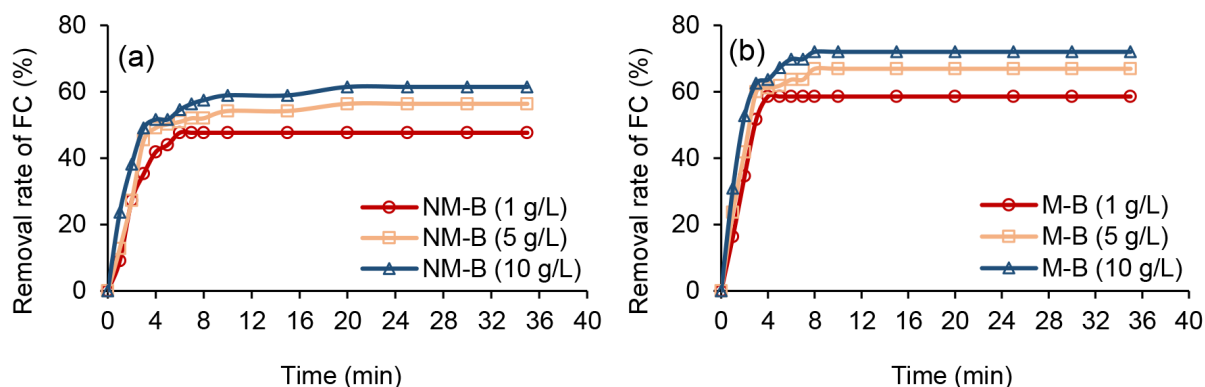 Removal rate of FC (%)
80
60
40
20
0
(a)
NM-B (1 g/L)
NM-B (5 g/L)
NM-B (10 g/L)
0 4 8 12 16 20 24 28 32 36 40
Time (min)
Removal rate of FC (%)
80
60
40
20
0
(b)
M-B (1 g/L)
M-B (5 g/L)
M-B (10 g/L)
0 4 8 12 16 20 24 28 32 36 40
Time (min)